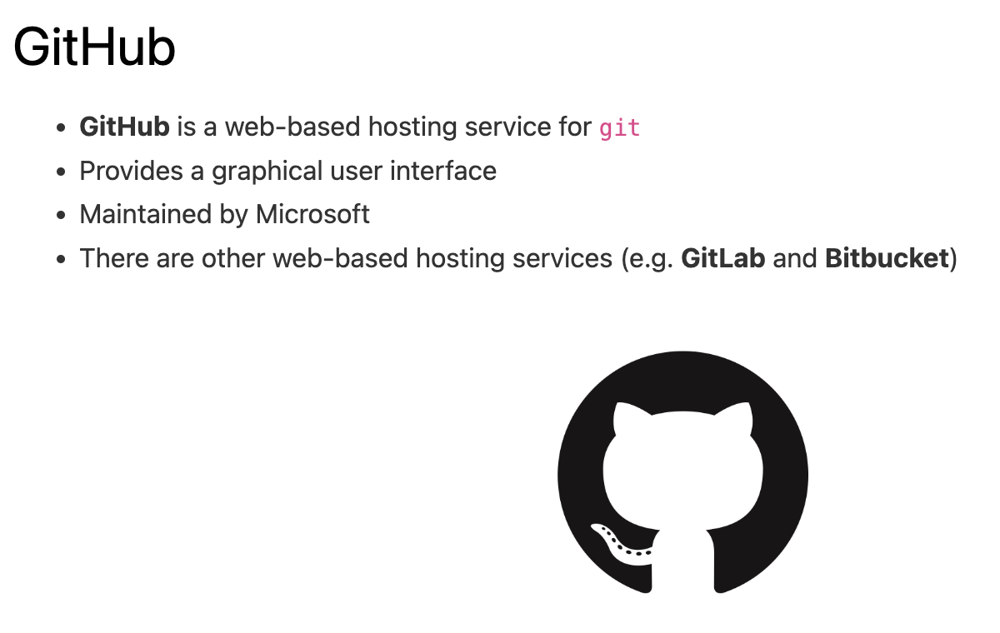 GitHub
• GitHub is a web-based hosting service for git
• Provides a graphical user interface
• Maintained by Microsoft
• There are other web-based hosting services (e.g. GitLab and Bitbucket)